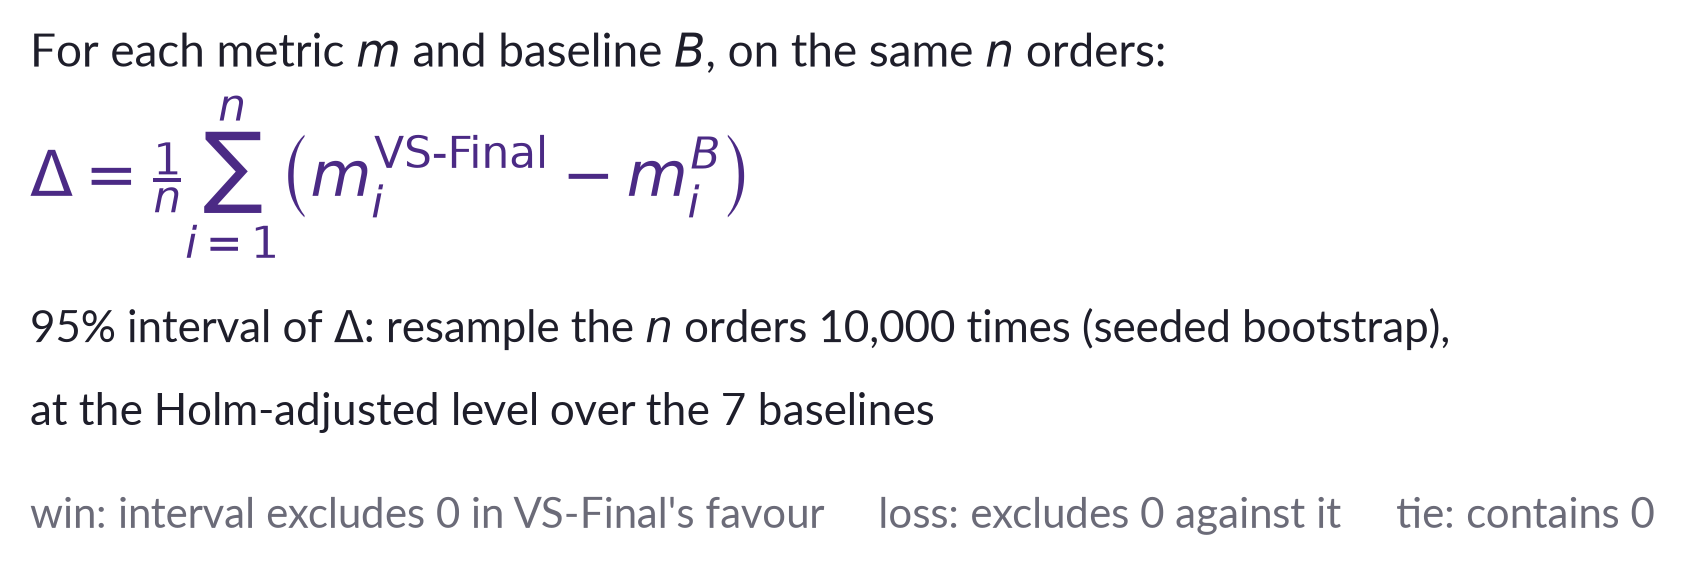 For each metric m and baseline B, on the same n orders:
Δ = 1/n ∑_{i=1}^{n} (m_i^{VS-Final} − m_i^{B})
95% interval of Δ: resample the n orders 10,000 times (seeded bootstrap),
at the Holm-adjusted level over the 7 baselines
win: interval excludes 0 in VS-Final's favour loss: excludes 0 against it tie: contains 0